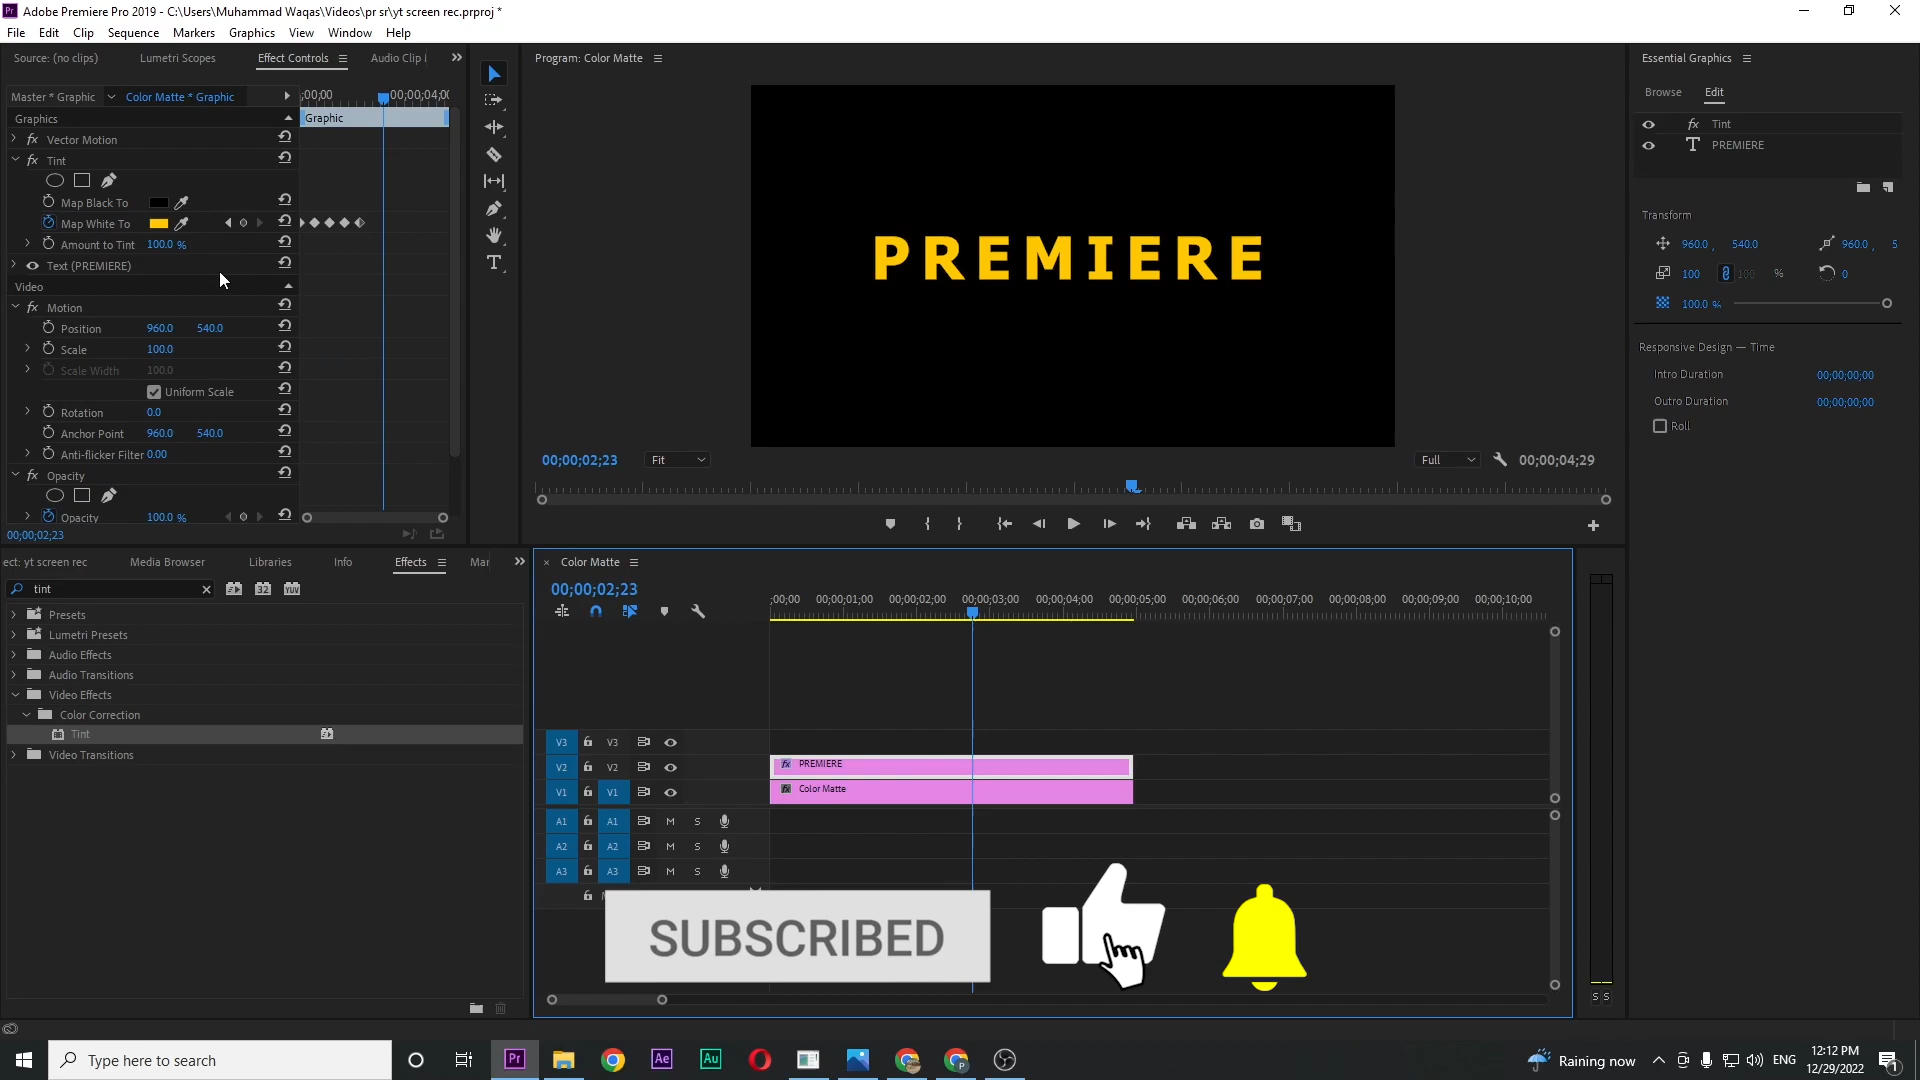 Adobe Premiere Pro 2019 - C:\Users\Muhammad Waqas\Videos\pr sr\yt screen rec.prproj *
File Edit Clip Sequence Markers Graphics View Window Help
Source: (no clips) Lumetri Scopes Effect Controls Audio Clip
Program: Color Matte
Essential Graphics
Browse Edit
Master * Graphic Color Matte * Graphic
;00;00 00;00;04;00
Graphics
Graphic
Vector Motion
Tint
Map Black To
Map White To
Amount to Tint 100.0 %
Text (PREMIERE)
Video
Motion
Position 960.0 540.0
Scale 100.0
Scale Width 100.0
Uniform Scale
Rotation 0.0
Anchor Point 960.0 540.0
Anti-flicker Filter 0.00
Opacity
Opacity 100.0 %
00;00;02;23
PREMIERE
00;00;02;23 Fit Full 00;00;04;29
Tint
PREMIERE
Transform
960.0 , 540.0 960.0 , 5
100 100 % 0
100.0 %
Responsive Design — Time
Intro Duration 00;00;00;00
Outro Duration 00;00;00;00
Roll
ect: yt screen rec Media Browser Libraries Info Effects Mar
tint
Presets
Lumetri Presets
Audio Effects
Audio Transitions
Video Effects
Color Correction
Tint
Video Transitions
Color Matte
00;00;02;23
;00;00 00;00;01;00 00;00;02;00 00;00;03;00 00;00;04;00 00;00;05;00 00;00;06;00 00;00;07;00 00;00;08;00 00;00;09;00 00;00;10;00
V3 V3
V2 V2 fx PREMIERE
V1 V1 fx Color Matte
A1 A1 M S
A2 A2 M S
A3 A3 M S
S S
SUBSCRIBED
Type here to search
Pr Ae Au
Raining now
ENG
12:12 PM
12/29/2022
1